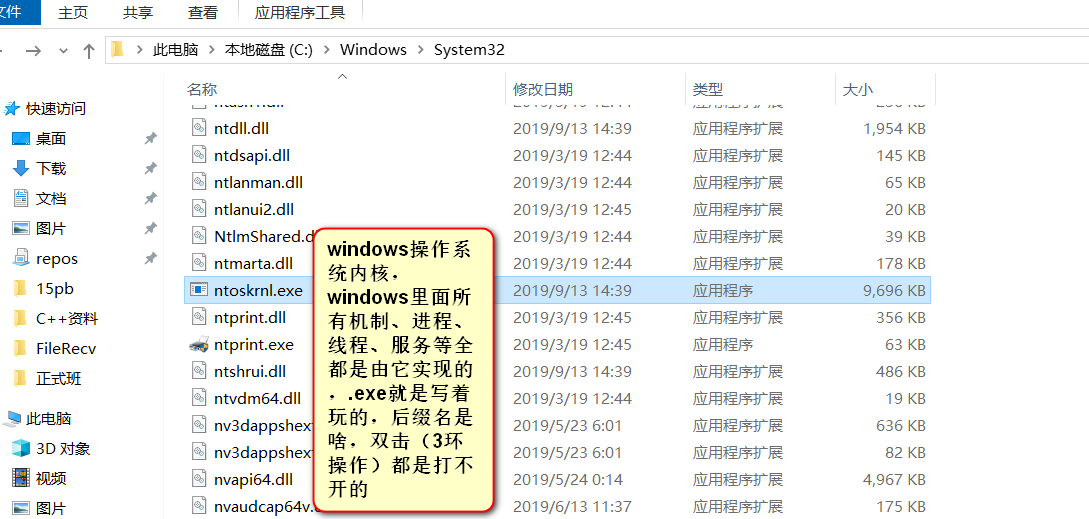 文件 主页 共享 查看 应用程序工具
此电脑 本地磁盘 (C:) Windows System32
名称 修改日期 类型 大小
快速访问
桌面
下载
文档
图片
repos
15pb
C++资料
FileRecv
正式班
此电脑
3D 对象
视频
图片
ntdll.dll 2019/9/13 14:39 应用程序扩展 1,954 KB
ntdsapi.dll 2019/3/19 12:44 应用程序扩展 145 KB
ntlanman.dll 2019/3/19 12:44 应用程序扩展 65 KB
ntlanui2.dll 2019/3/19 12:45 应用程序扩展 20 KB
NtlmShared.d 2019/3/19 12:44 应用程序扩展 39 KB
ntmarta.dll 2019/3/19 12:44 应用程序扩展 178 KB
ntoskrnl.exe 2019/9/13 14:39 应用程序 9,696 KB
ntprint.dll 2019/3/19 12:45 应用程序扩展 356 KB
ntprint.exe 2019/3/19 12:45 应用程序 63 KB
ntshrui.dll 2019/9/13 14:39 应用程序扩展 486 KB
ntvdm64.dll 2019/3/19 12:44 应用程序扩展 19 KB
nv3dappshext 2019/5/23 6:01 应用程序扩展 636 KB
nv3dappshext 2019/5/23 6:01 应用程序扩展 82 KB
nvapi64.dll 2019/5/24 0:14 应用程序扩展 4,967 KB
nvaudcap64v. 2019/6/13 11:37 应用程序扩展 175 KB
windows操作系
统内核，
windows里面所
有机制、进程、
线程、服务等全
都是由它实现的
，.exe就是写着
玩的，后缀名是
啥，双击（3环
操作）都是打不
开的